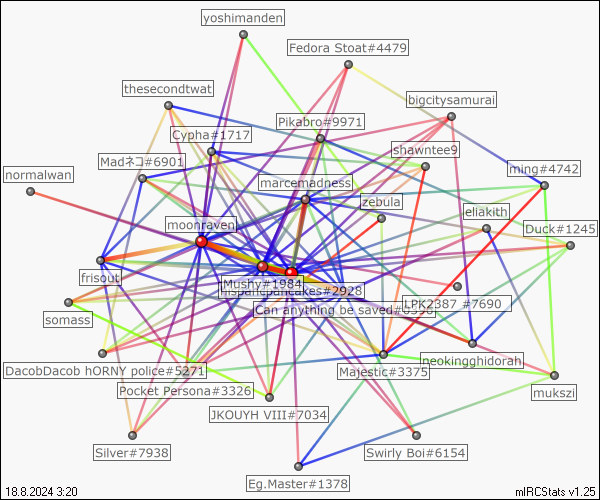 yoshimanden
Fedora Stoat#4479
thesecondtwat
bigcitysamurai
Pikabro#9971
Cypha#1717
shawntee9
Madネコ#6901
ming#4742
normalwan
marcemadness
zebula
eliakith
moonraven
Duck#1245
frisout
Mushy#1984
hispanicpancakes#2928
somass
Can anything be saved#6398
LPK2387 #7690
neokingghidorah
DacobDacob hORNY police#5271
Majestic#3375
Pocket Persona#3326
mukszi
JKOUYH VIII#7034
Silver#7938
Swirly Boi#6154
Eg.Master#1378
18.8.2024 3:20
mIRCStats v1.25